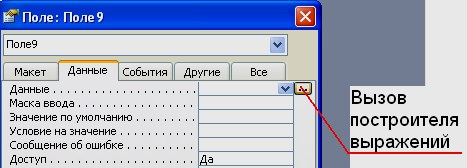 Поле: Поле9
Поле9
Макет Данные События Другие Все
Данные
Маска ввода
Значение по умолчанию
Условие на значение
Сообщение об ошибке
Доступ Да
Вызов
построителя
выражений